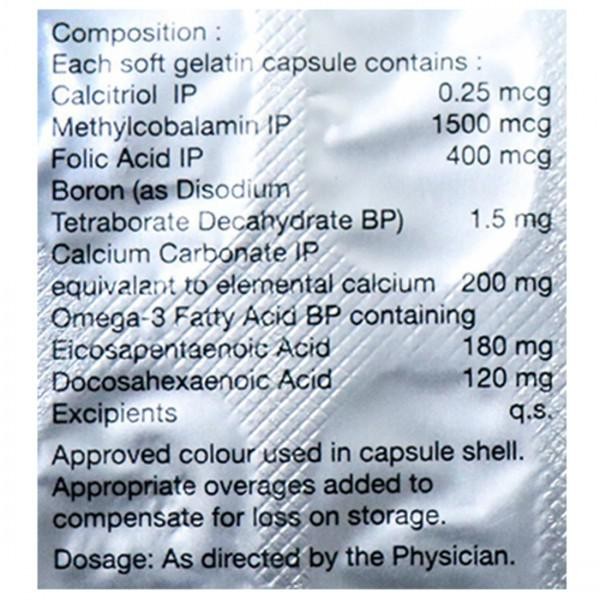 Composition :
Each soft gelatin capsule contains :
Calcitriol IP 0.25 mcg
Methylcobalamin IP 1500 mcg
Folic Acid IP 400 mcg
Boron (as Disodium
Tetraborate Decahydrate BP) 1.5 mg
Calcium Carbonate IP
equivalant to elemental calcium 200 mg
Omega-3 Fatty Acid BP containing
Eicosapentaenoic Acid 180 mg
Docosahexaenoic Acid 120 mg
Excipients q.s.
Approved colour used in capsule shell.
Appropriate overages added to
compensate for loss on storage.
Dosage: As directed by the Physician.